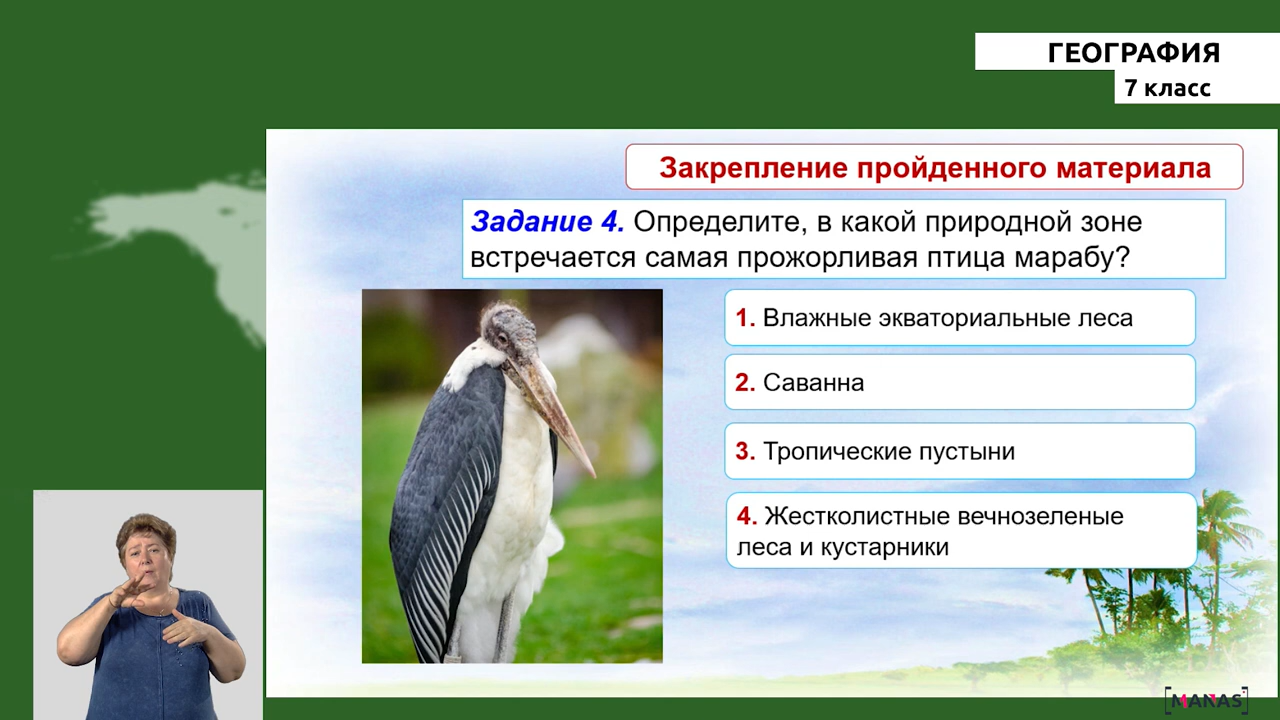 ГЕОГРАФИЯ
7 класс
Закрепление пройденного материала
Задание 4. Определите, в какой природной зоне
встречается самая прожорливая птица марабу?
1. Влажные экваториальные леса
2. Саванна
3. Тропические пустыни
4. Жестколистные вечнозеленые
леса и кустарники
[MANAS]